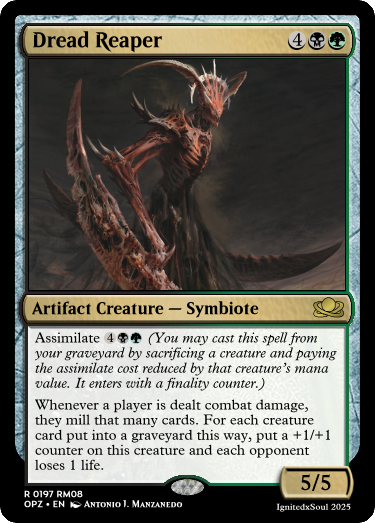 Dread Reaper 4
Artifact Creature — Symbiote
Assimilate 4 (You may cast this spell from
your graveyard by sacrificing a creature and paying
the assimilate cost reduced by that creature's mana
value. It enters with a finality counter.)
Whenever a player is dealt combat damage,
they mill that many cards. For each creature
card put into a graveyard this way, put a +1/+1
counter on this creature and each opponent
loses 1 life.
5/5
R 0197 RM08
OPZ • EN Antonio J. Manzanedo
IgnitedxSoul 2025